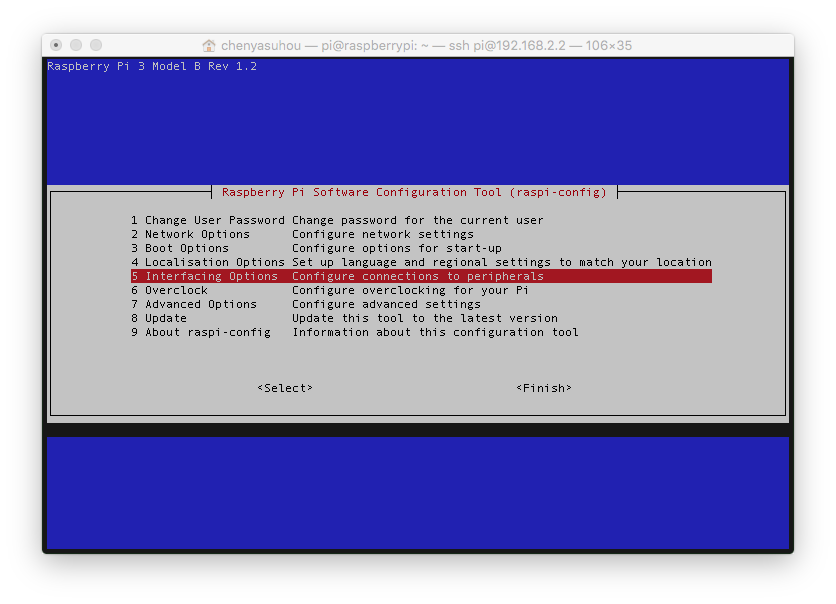 chenyasuhou — pi@raspberrypi: ~ — ssh pi@192.168.2.2 — 106×35
Raspberry Pi 3 Model B Rev 1.2
Raspberry Pi Software Configuration Tool (raspi-config)
1 Change User Password Change password for the current user
2 Network Options Configure network settings
3 Boot Options Configure options for start-up
4 Localisation Options Set up language and regional settings to match your location
5 Interfacing Options Configure connections to peripherals
6 Overclock Configure overclocking for your Pi
7 Advanced Options Configure advanced settings
8 Update Update this tool to the latest version
9 About raspi-config Information about this configuration tool
<Select> <Finish>